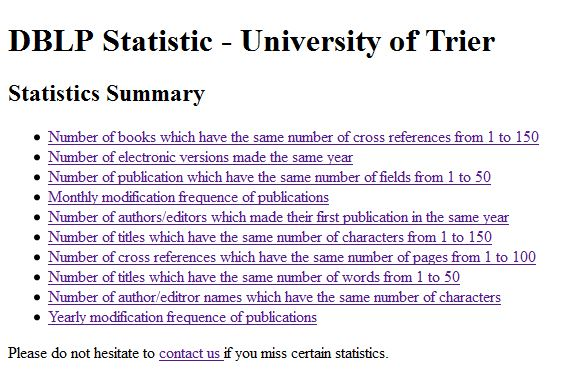 DBLP Statistic - University of Trier
Statistics Summary
Number of books which have the same number of cross references from 1 to 150
Number of electronic versions made the same year
Number of publication which have the same number of fields from 1 to 50
Monthly modification frequence of publications
Number of authors/editors which made their first publication in the same year
Number of titles which have the same number of characters from 1 to 150
Number of cross references which have the same number of pages from 1 to 100
Number of titles which have the same number of words from 1 to 50
Number of author/editror names which have the same number of characters
Yearly modification frequence of publications
Please do not hesitate to contact us if you miss certain statistics.